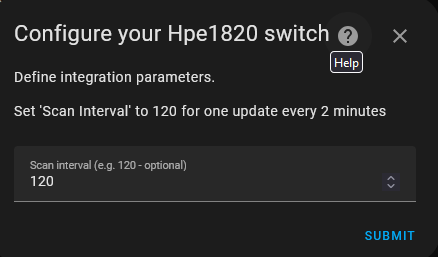 Configure your Hpe1820 switch
Help
Define integration parameters.
Set 'Scan Interval' to 120 for one update every 2 minutes
Scan interval (e.g. 120 - optional)
120
SUBMIT